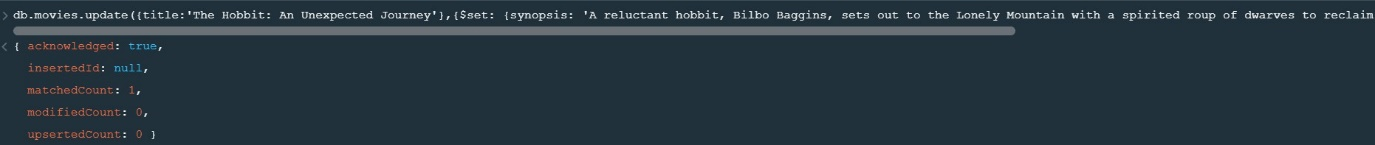 > db.movies.update({title:'The Hobbit: An Unexpected Journey'},{$set: {synopsis: 'A reluctant hobbit, Bilbo Baggins, sets out to the Lonely Mountain with a spirited roup of dwarves to reclaim
< { acknowledged: true,
insertedId: null,
matchedCount: 1,
modifiedCount: 0,
upsertedCount: 0 }